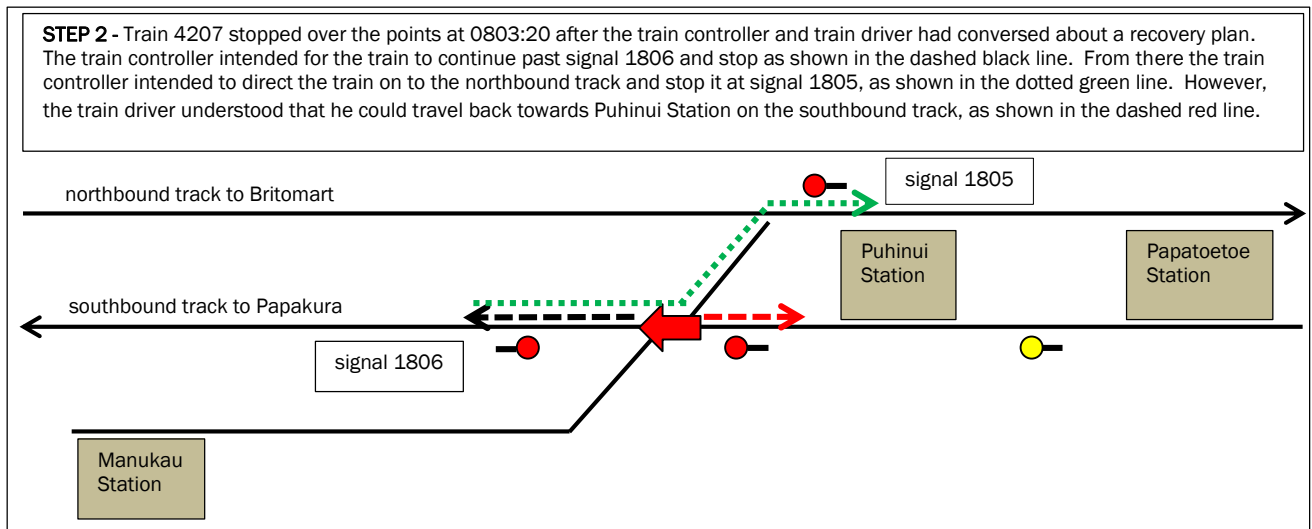 STEP 2 - Train 4207 stopped over the points at 0803:20 after the train controller and train driver had conversed about a recovery plan.
The train controller intended for the train to continue past signal 1806 and stop as shown in the dashed black line. From there the train
controller intended to direct the train on to the northbound track and stop it at signal 1805, as shown in the dotted green line. However,
the train driver understood that he could travel back towards Puhinui Station on the southbound track, as shown in the dashed red line.
northbound track to Britomart
signal 1805
Puhinui
Station
Papatoetoe
Station
southbound track to Papakura
signal 1806
Manukau
Station